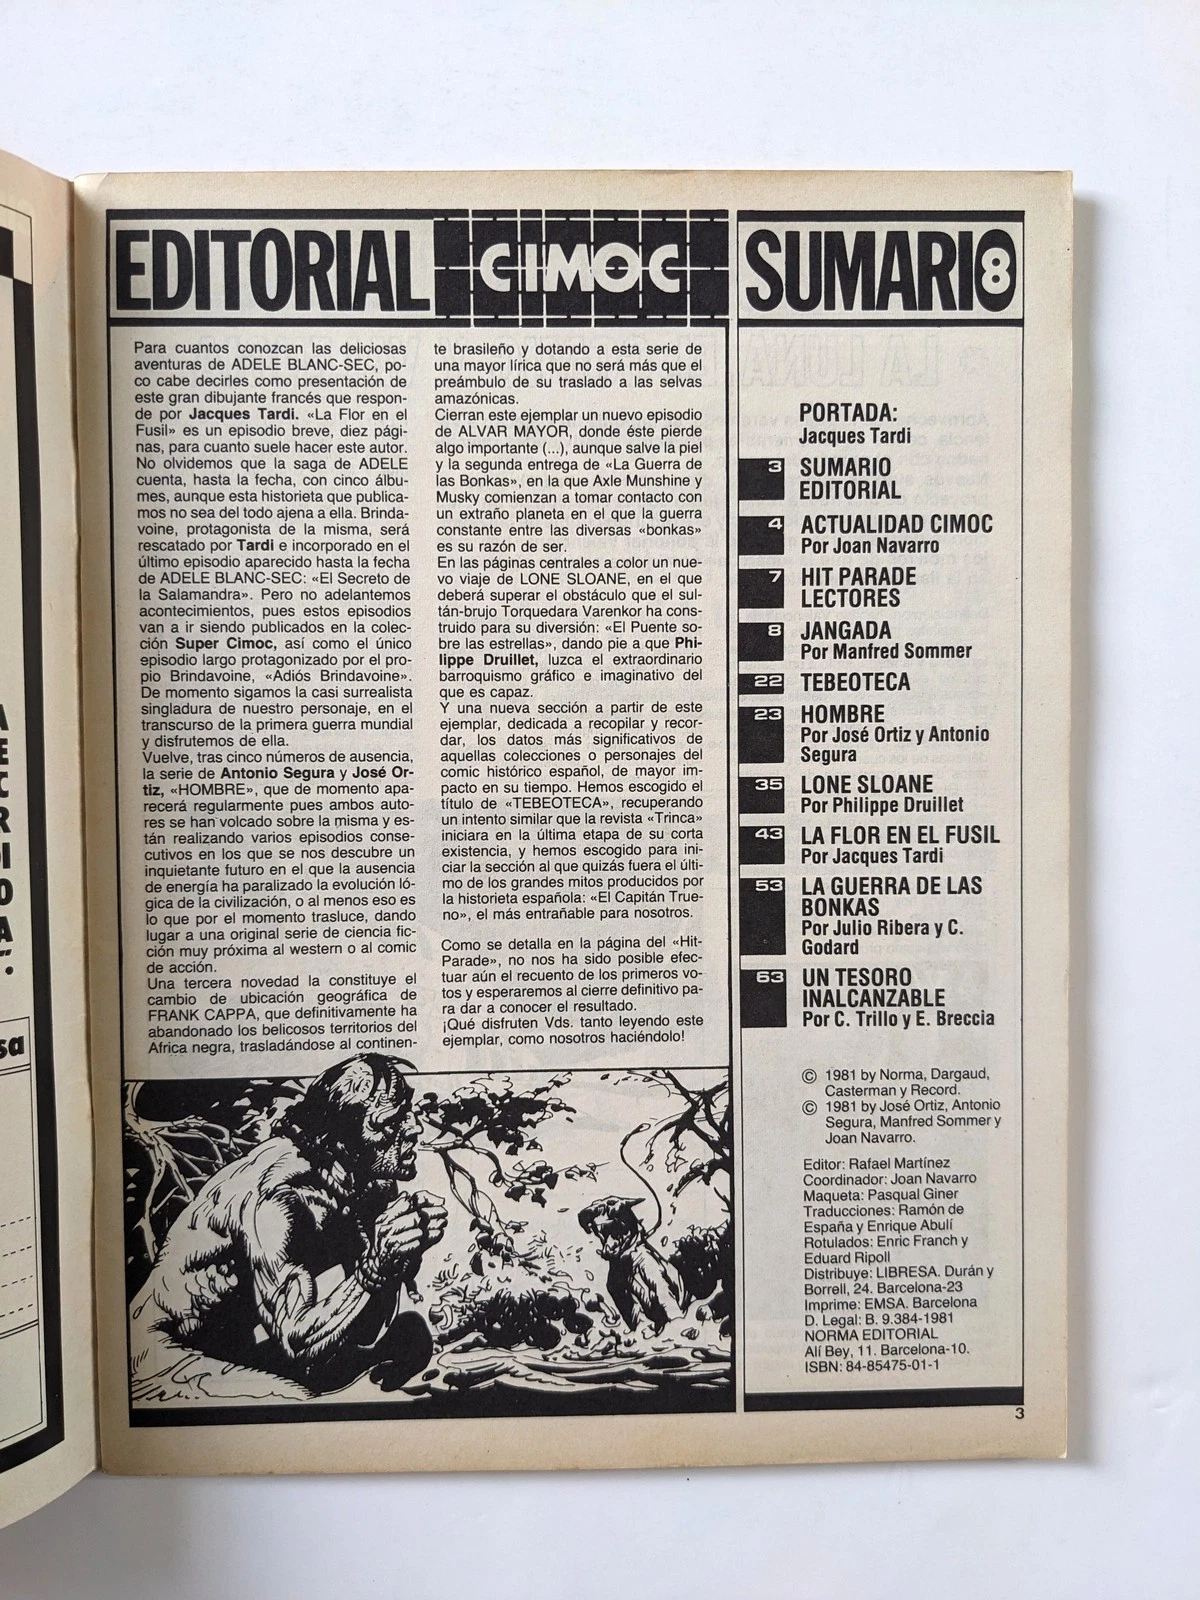 EDITORIAL
CIMOC
Para cuantos conozcan las deliciosas
aventuras de ADELE BLANC-SEC, po-
co cabe decirles como presentación de
este gran dibujante francés que respon-
de por Jacques Tardi. «La Flor en el
Fusil» es un episodio breve, diez pági-
nas, para cuanto suele hacer este autor.
No olvidemos que la saga de ADELE
cuenta, hasta la fecha, con cinco álbu-
mes, aunque esta historieta que publica-
mos no sea del todo ajena a ella. Brinda-
voine, protagonista de la misma, será
rescatado por Tardi e incorporado en el
último episodio aparecido hasta la fecha
de ADELE BLANC-SEC: «El Secreto de
la Salamandra». Pero no adelantemos
acontecimientos, pues estos episodios
van a ir siendo publicados en la colec-
ción Super Cimoc, así como el único
episodio largo protagonizado por el pro-
pio Brindavoine, «Adiós Brindavoine».
De momento sigamos la casi surrealista
singladura de nuestro personaje, en el
transcurso de la primera guerra mundial
y disfrutemos de ella.
Vuelve, tras cinco números de ausencia,
la serie de Antonio Segura y José Or-
tiz, «HOMBRE», que de momento apa-
recerá regularmente pues ambos auto-
res se han volcado sobre la misma y es-
tán realizando varios episodios conse-
cutivos en los que se nos descubre un
inquietante futuro en el que la ausencia
de energía ha paralizado la evolución ló-
gica de la civilización, o al menos eso es
lo que por el momento trasluce, dando
lugar a una original serie de ciencia fic-
ción muy próxima al western o al comic
de acción.
Una tercera novedad la constituye el
cambio de ubicación geográfica de
FRANK CAPPA, que definitivamente ha
abandonado los belicosos territorios del
Africa negra, trasladándose al continen-
te brasileño y dotando a esta serie de
una mayor lírica que no será más que el
preámbulo de su traslado a las selvas
amazónicas.
Cierran este ejemplar un nuevo episodio
de ALVAR MAYOR, donde éste pierde
algo importante (...), aunque salve la piel
y la segunda entrega de «La Guerra de
las Bonkas», en la que Axle Munshine y
Musky comienzan a tomar contacto con
un extraño planeta en el que la guerra
constante entre las diversas «bonkas»
es su razón de ser.
En las páginas centrales a color un nue-
vo viaje de LONE SLOANE, en el que
deberá superar el obstáculo que el sul-
tán-brujo Torquedara Varenkor ha cons-
truido para su diversión: «El Puente so-
bre las estrellas», dando pie a que Phi-
lippe Druillet, luzca el extraordinario
barroquismo gráfico e imaginativo del
que es capaz.
Y una nueva sección a partir de este
ejemplar, dedicada a recopilar y recor-
dar, los datos más significativos de
aquellas colecciones o personajes del
comic histórico español, de mayor im-
pacto en su tiempo. Hemos escogido el
título de «TEBEOTECA», recuperando
un intento similar que la revista «Trinca»
iniciara en la última etapa de su corta
existencia, y hemos escogido para ini-
ciar la sección al que quizás fuera el últi-
mo de los grandes mitos producidos por
la historieta española: «El Capitán True-
no», el más entrañable para nosotros.
Como se detalla en la página del «Hit-
Parade», no nos ha sido posible efec-
tuar aún el recuento de los primeros vo-
tos y esperaremos al cierre definitivo pa-
ra dar a conocer el resultado.
¡Qué disfruten Vds. tanto leyendo este
ejemplar, como nosotros haciéndolo!
SUMARIO 8
PORTADA:
Jacques Tardi
3 SUMARIO
EDITORIAL
4 ACTUALIDAD CIMOC
Por Joan Navarro
7 HIT PARADE
LECTORES
8 JANGADA
Por Manfred Sommer
22 TEBEOTECA
23 HOMBRE
Por José Ortiz y Antonio
Segura
35 LONE SLOANE
Por Philippe Druillet
43 LA FLOR EN EL FUSIL
Por Jacques Tardi
53 LA GUERRA DE LAS
BONKAS
Por Julio Ribera y C.
Godard
63 UN TESORO
INALCANZABLE
Por C. Trillo y E. Breccia
© 1981 by Norma, Dargaud,
Casterman y Record.
© 1981 by José Ortiz, Antonio
Segura, Manfred Sommer y
Joan Navarro.
Editor: Rafael Martínez
Coordinador: Joan Navarro
Maqueta: Pasqual Giner
Traducciones: Ramón de
España y Enrique Abulí
Rotulados: Enric Franch y
Eduard Ripoll
Distribuye: LIBRESA. Durán y
Borrell, 24. Barcelona-23
Imprime: EMSA. Barcelona
D. Legal: B. 9.384-1981
NORMA EDITORIAL
Alí Bey, 11. Barcelona-10.
ISBN: 84-85475-01-1
3